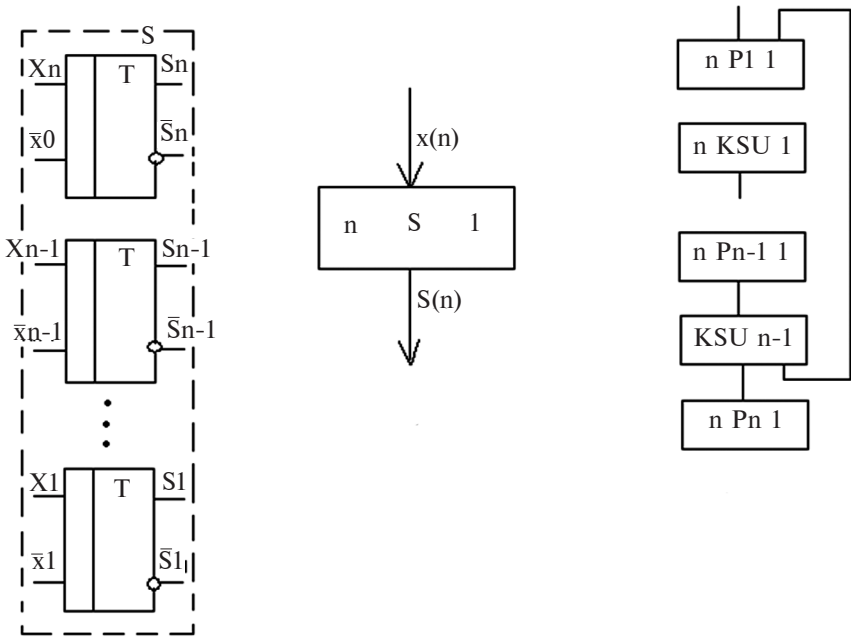 S
Xn T Sn
x̅0 S̅n
Xn-1 T Sn-1
x̅n-1 S̅n-1
X1 T S1
x̅1 S̅1
x(n)
n S 1
S(n)
n P1 1
n KSU 1
n Pn-1 1
KSU n-1
n Pn 1